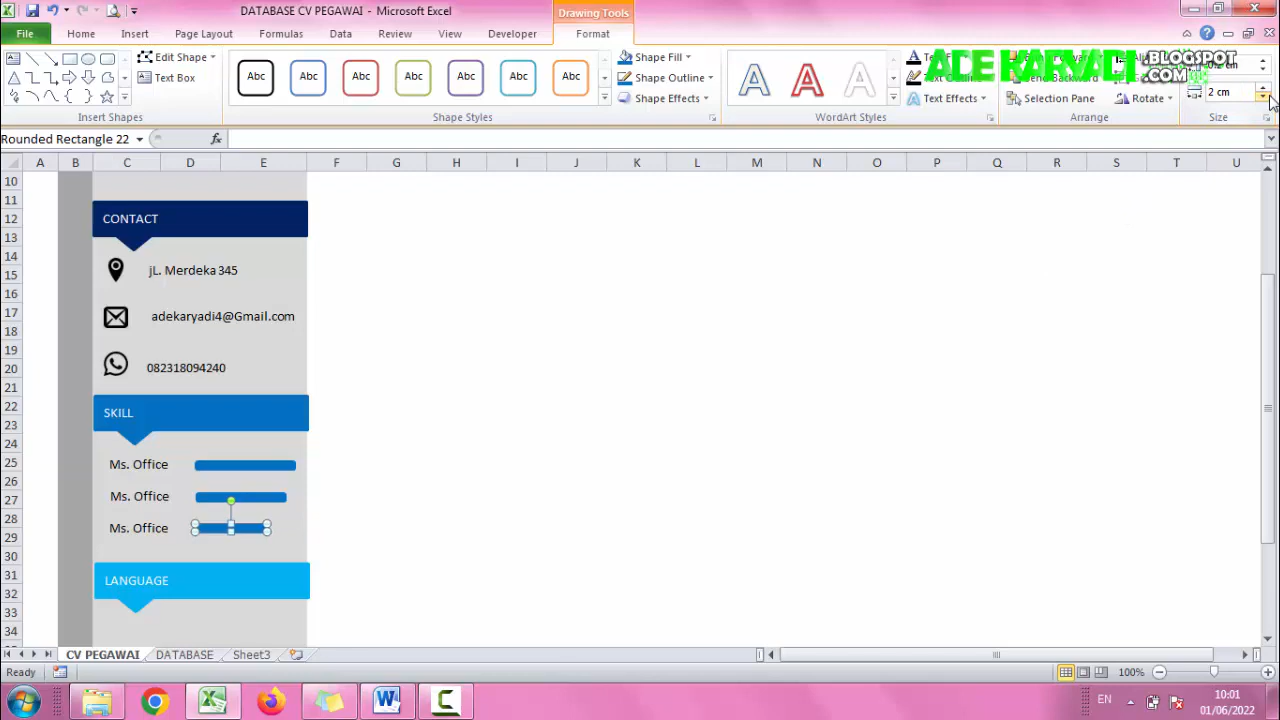 DATABASE CV PEGAWAI - Microsoft Excel
Drawing Tools
File Home Insert Page Layout Formulas Data Review View Developer Format
Edit Shape
Text Box
Insert Shapes
Abc Abc Abc Abc Abc Abc Abc
Shape Fill
Shape Outline
Shape Effects
Shape Styles
A A A
Text Effects
WordArt Styles
Selection Pane
Rotate
Arrange
2 cm
Size
ADE KARYADI .BLOGSPOT
.COM
Rounded Rectangle 22
fx
A B C D E F G H I J K L M N O P Q R S T U
10
11
12
13
14
15
16
17
18
19
20
21
22
23
24
25
26
27
28
29
30
31
32
33
34
CONTACT
jL. Merdeka 345
adekaryadi4@Gmail.com
082318094240
SKILL
Ms. Office
Ms. Office
Ms. Office
LANGUAGE
CV PEGAWAI DATABASE Sheet3
Ready
100%
EN
10:01
01/06/2022